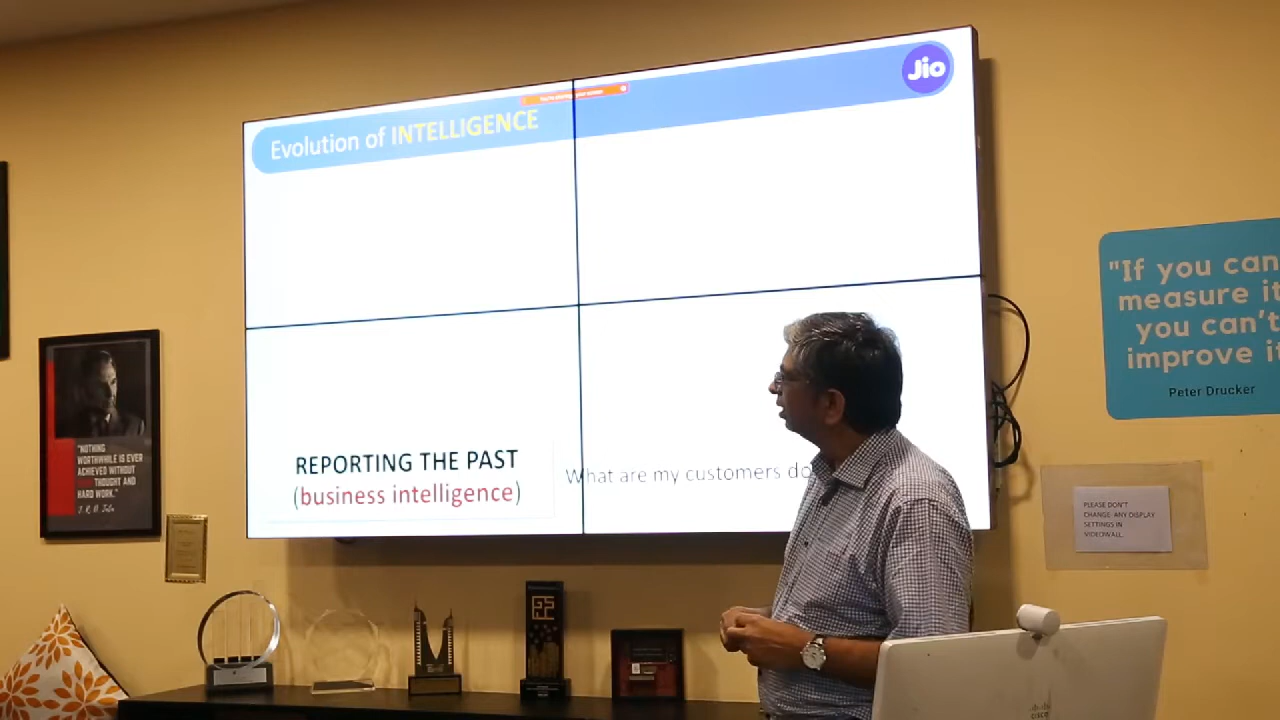 Jio
Evolution of INTELLIGENCE
REPORTING THE PAST
(business intelligence)
What are my customers do
"If you can
measure it
you can't
improve it
Peter Drucker
"NOTHING
WORTHWHILE IS EVER
ACHIEVED WITHOUT
THOUGHT AND
HARD WORK."
J. R. D. Tata
PLEASE DON'T
CHANGE ANY DISPLAY
SETTINGS IN
VIDEOWALL.
CISCO